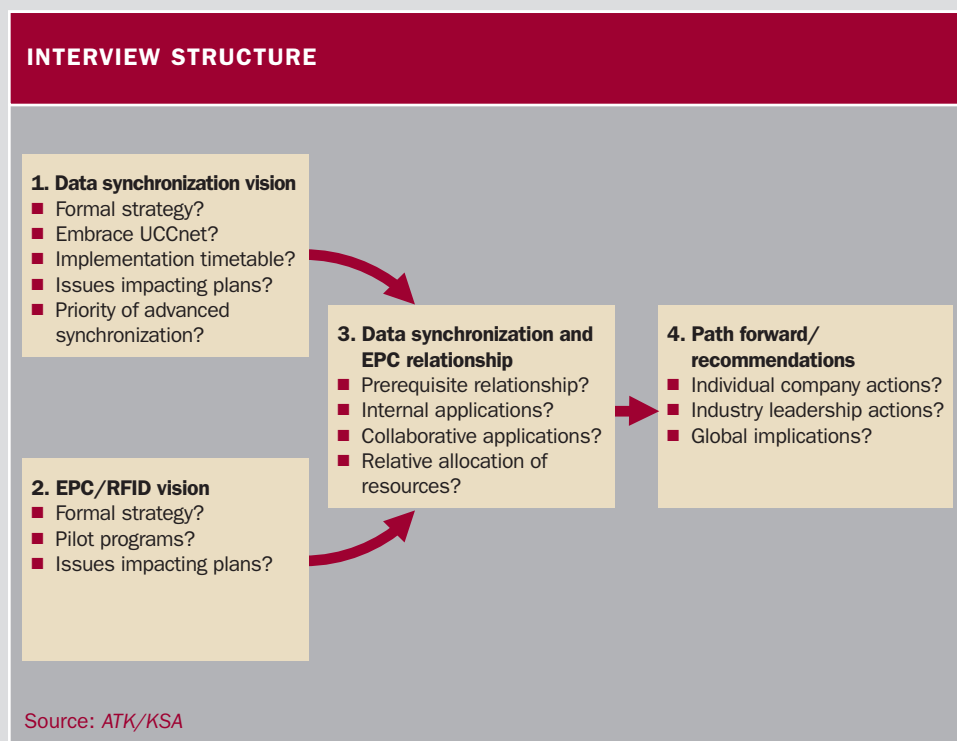 INTERVIEW STRUCTURE
1. Data synchronization vision
■ Formal strategy?
■ Embrace UCCnet?
■ Implementation timetable?
■ Issues impacting plans?
■ Priority of advanced
synchronization?
2. EPC/RFID vision
■ Formal strategy?
■ Pilot programs?
■ Issues impacting plans?
3. Data synchronization and
EPC relationship
■ Prerequisite relationship?
■ Internal applications?
■ Collaborative applications?
■ Relative allocation of
resources?
4. Path forward/
recommendations
■ Individual company actions?
■ Industry leadership actions?
■ Global implications?
Source: ATK/KSA